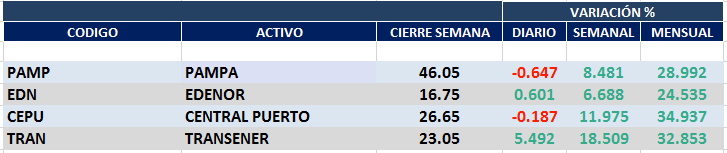 VARIACIÓN %
CODIGO ACTIVO CIERRE SEMANA DIARIO SEMANAL MENSUAL
PAMP PAMPA 46.05 -0.647 8.481 28.992
EDN EDENOR 16.75 0.601 6.688 24.535
CEPU CENTRAL PUERTO 26.65 -0.187 11.975 34.937
TRAN TRANSENER 23.05 5.492 18.509 32.853